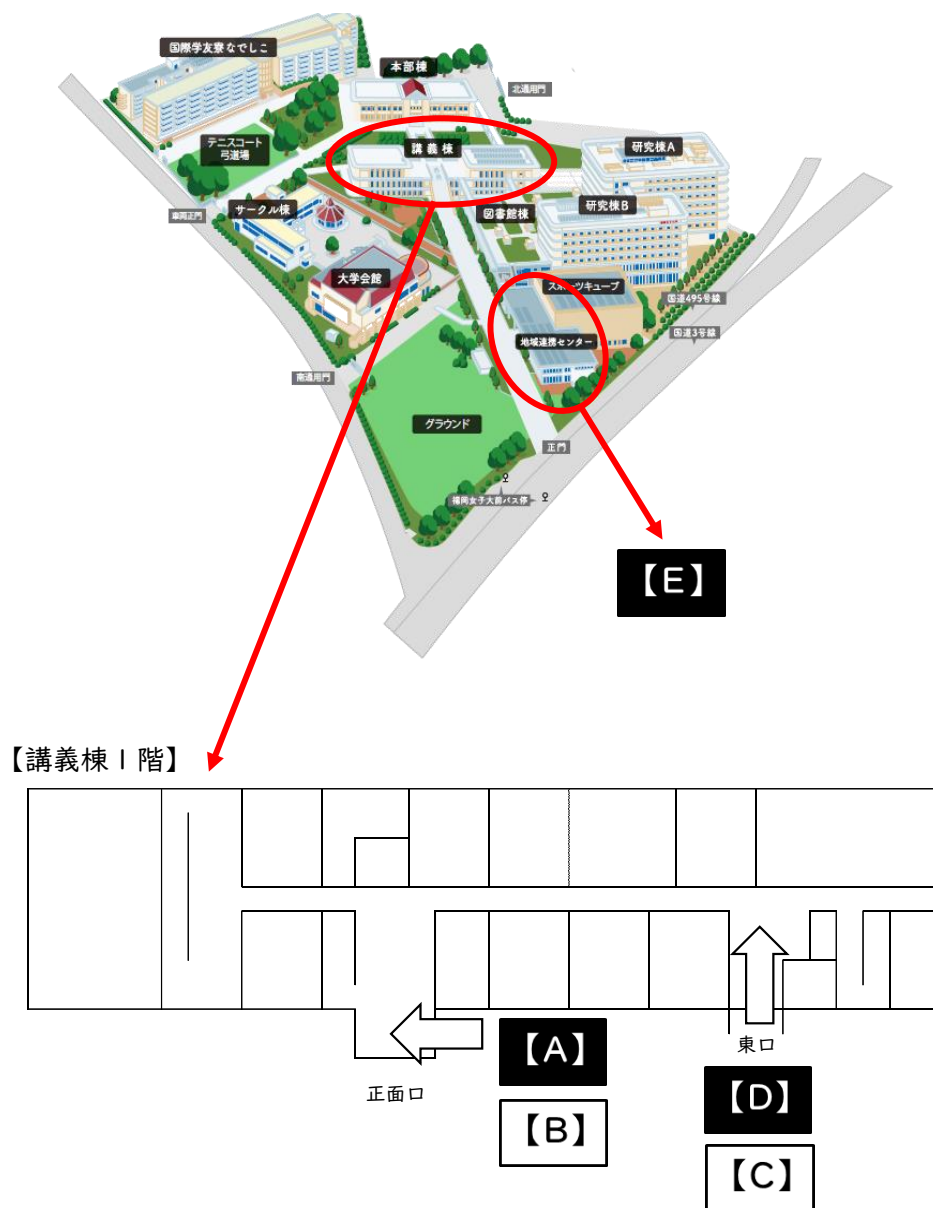 国際学友寮なでしこ
本部棟
北通用門
テニスコート
弓道場
講義棟
研究棟A
サークル棟
図書館棟
研究棟B
車両正門
大学会館
スポーツキューブ
国道495号線
地域連携センター
国道3号線
南通用門
グラウンド
正門
福岡女子大前バス停
【E】
【講義棟1階】
【A】
東口
【D】
正面口
【B】
【C】